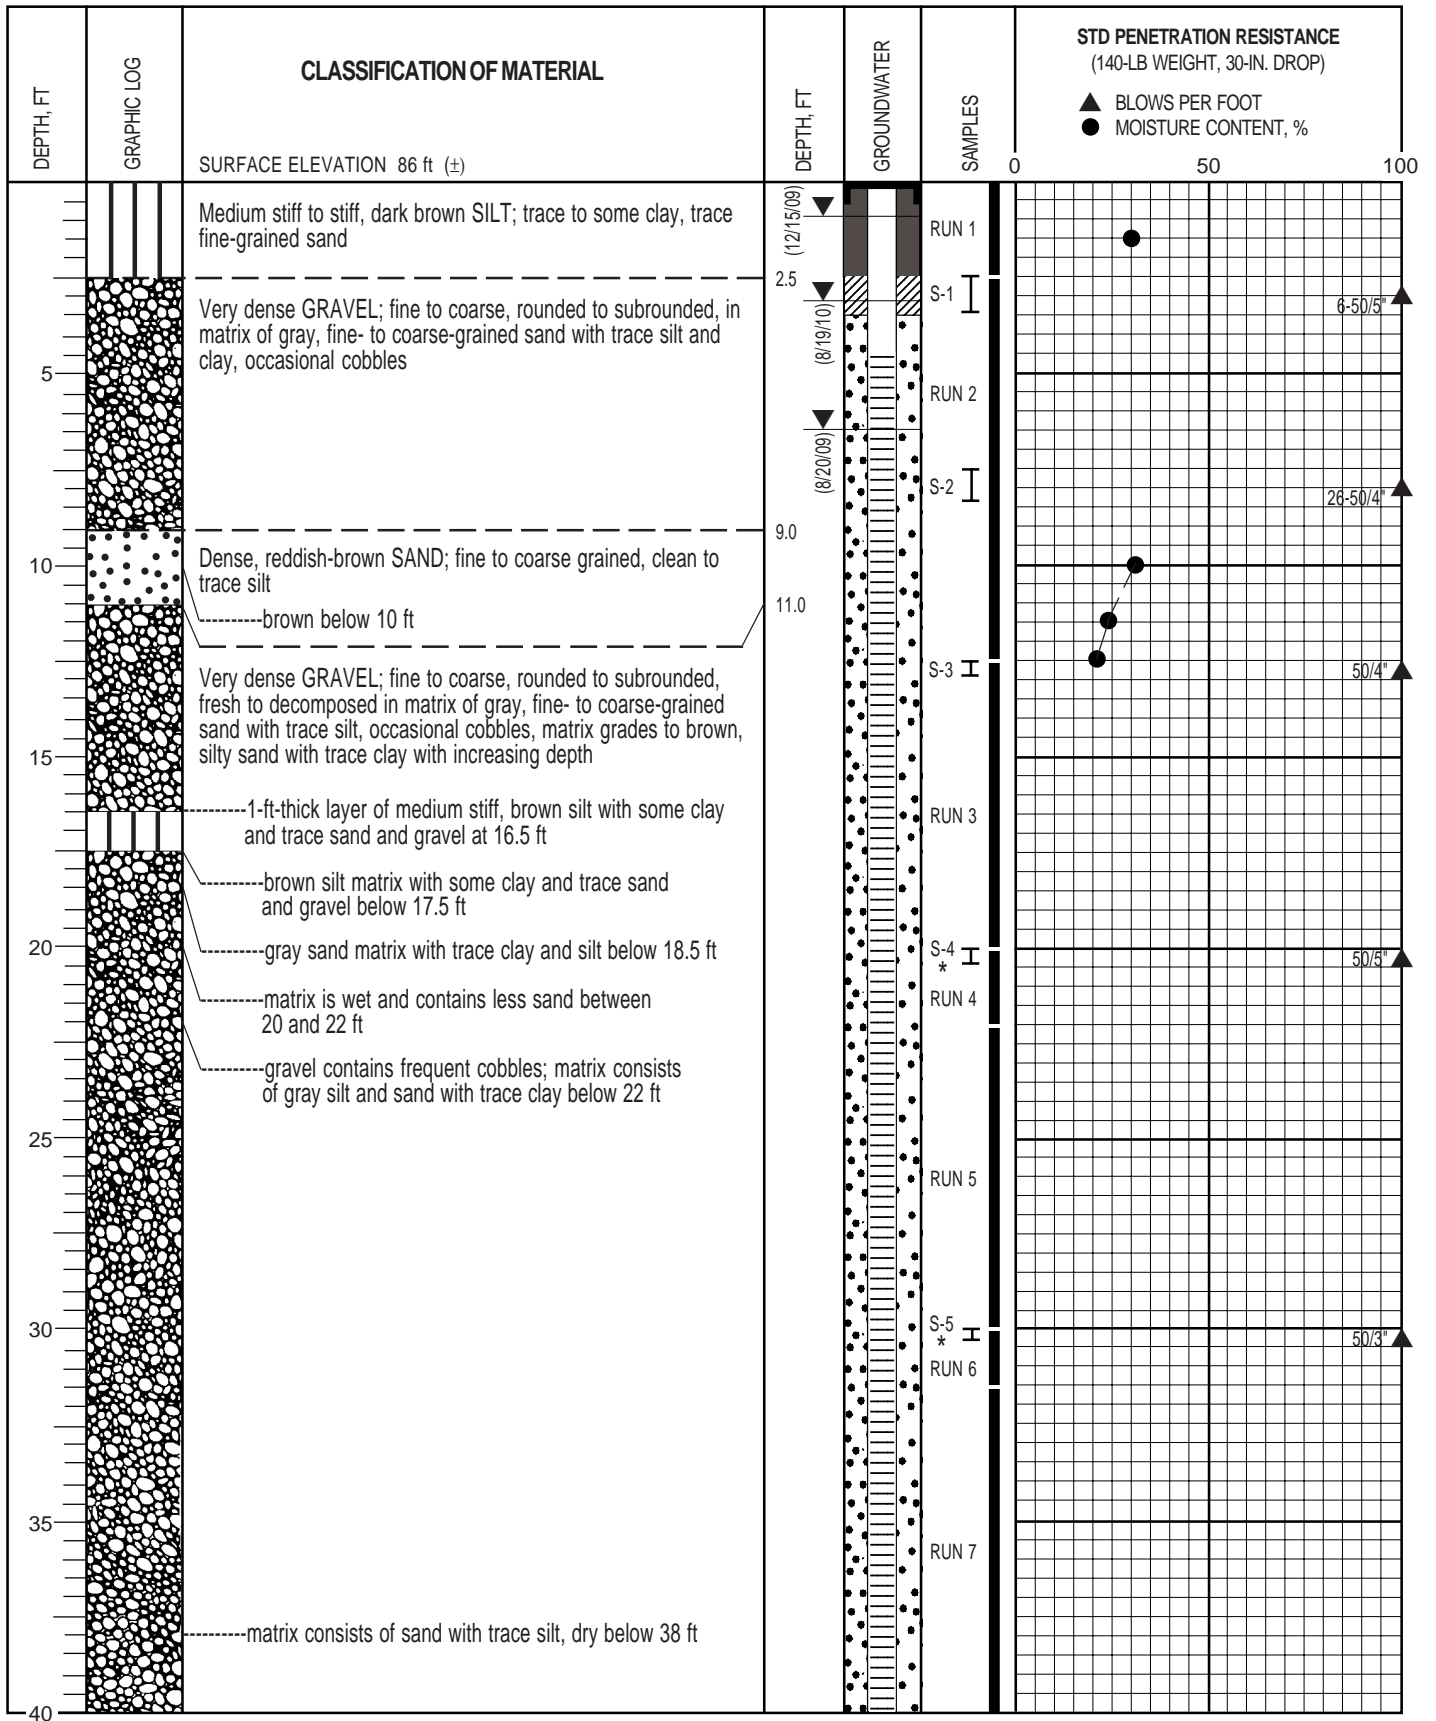 DEPTH, FT
GRAPHIC LOG
CLASSIFICATION OF MATERIAL
SURFACE ELEVATION 86 ft (±)
DEPTH, FT
GROUNDWATER
SAMPLES
STD PENETRATION RESISTANCE
(140-LB WEIGHT, 30-IN. DROP)
▲ BLOWS PER FOOT
● MOISTURE CONTENT, %
0 50 100
Medium stiff to stiff, dark brown SILT; trace to some clay, trace
fine-grained sand
(12/15/09)
RUN 1
2.5
S-1
6-50/5"
Very dense GRAVEL; fine to coarse, rounded to subrounded, in
matrix of gray, fine- to coarse-grained sand with trace silt and
clay, occasional cobbles
(8/19/10)
5
RUN 2
(8/20/09)
S-2
26-50/4"
9.0
Dense, reddish-brown SAND; fine to coarse grained, clean to
trace silt
10
-----------brown below 10 ft
11.0
Very dense GRAVEL; fine to coarse, rounded to subrounded,
fresh to decomposed in matrix of gray, fine- to coarse-grained
sand with trace silt, occasional cobbles, matrix grades to brown,
silty sand with trace clay with increasing depth
S-3
50/4"
15
-----------1-ft-thick layer of medium stiff, brown silt with some clay
and trace sand and gravel at 16.5 ft
RUN 3
-----------brown silt matrix with some clay and trace sand
and gravel below 17.5 ft
-----------gray sand matrix with trace clay and silt below 18.5 ft
20
S-4
*
50/5"
-----------matrix is wet and contains less sand between
20 and 22 ft
RUN 4
-----------gravel contains frequent cobbles; matrix consists
of gray silt and sand with trace clay below 22 ft
25
RUN 5
30
S-5
*
50/3"
RUN 6
35
RUN 7
-----------matrix consists of sand with trace silt, dry below 38 ft
40